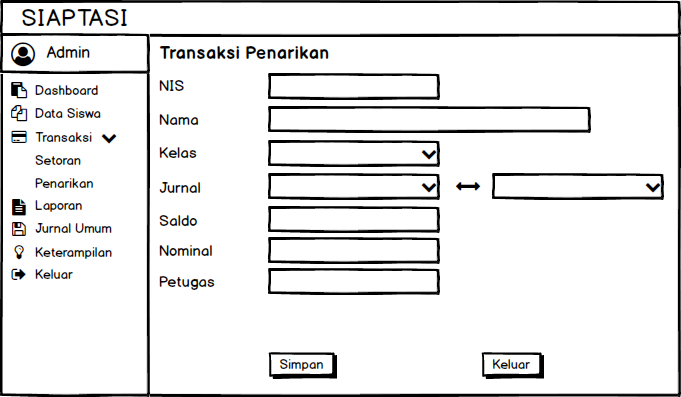 SIAPTASI
Admin
Dashboard
Data Siswa
Transaksi
Setoran
Penarikan
Laporan
Jurnal Umum
Keterampilan
Keluar
Transaksi Penarikan
NIS
Nama
Kelas
Jurnal
Saldo
Nominal
Petugas
Simpan
Keluar